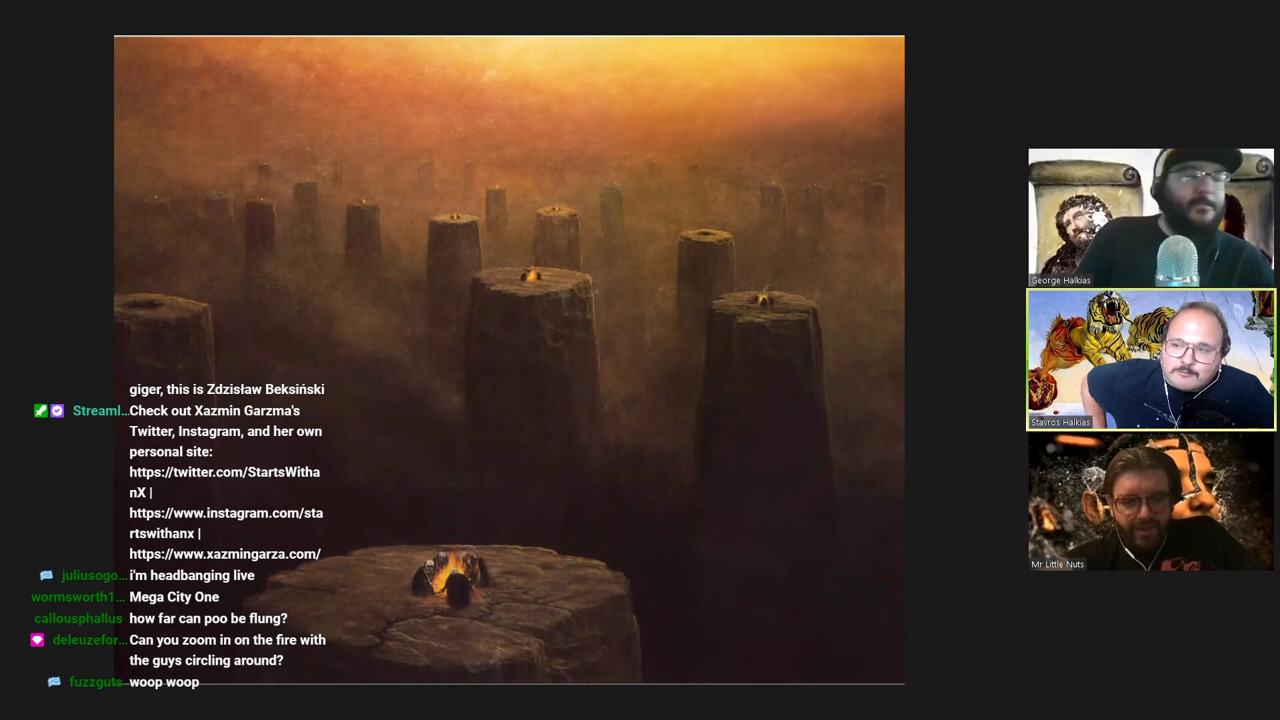 giger, this is Zdzisław Beksiński
Streaml... Check out Xazmin Garzma's
Twitter, Instagram, and her own
personal site:
https://twitter.com/StartsWitha
nX |
https://www.instagram.com/sta
rtswithanx |
https://www.xazmingarza.com/
juliusogo... i'm headbanging live
wormsworth1... Mega City One
callousphallus how far can poo be flung?
deleuzefor... Can you zoom in on the fire with
the guys circling around?
fuzzguts woop woop
George Halkias
Stavros Halkias
Mr Little Nuts